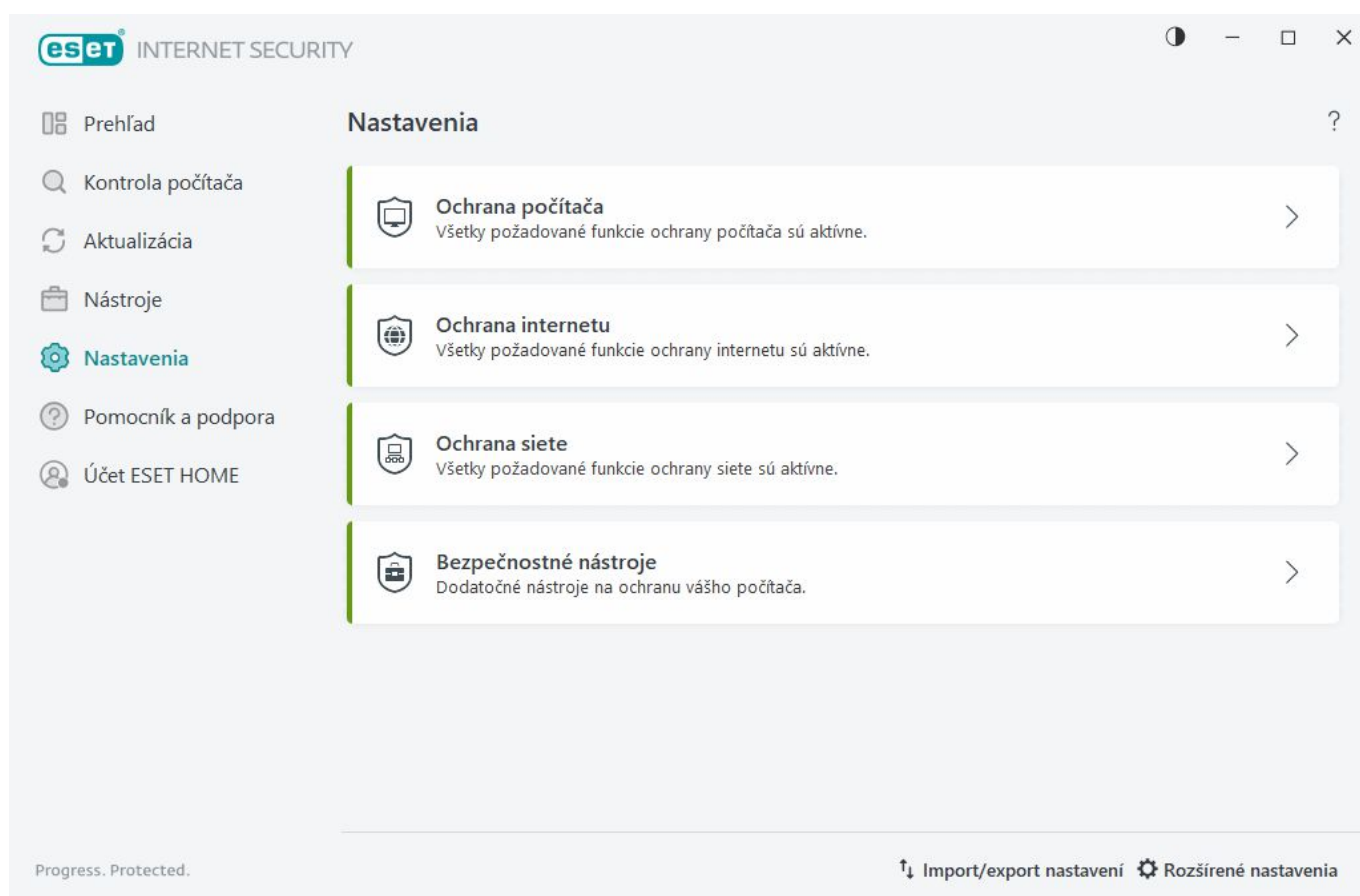 eset INTERNET SECURITY
Prehľad
Kontrola počítača
Aktualizácia
Nástroje
Nastavenia
Pomocník a podpora
Účet ESET HOME
Nastavenia
?
Ochrana počítača
Všetky požadované funkcie ochrany počítača sú aktívne.
Ochrana internetu
Všetky požadované funkcie ochrany internetu sú aktívne.
Ochrana siete
Všetky požadované funkcie ochrany siete sú aktívne.
Bezpečnostné nástroje
Dodatočné nástroje na ochranu vášho počítača.
Progress. Protected.
Import/export nastavení Rozšírené nastavenia